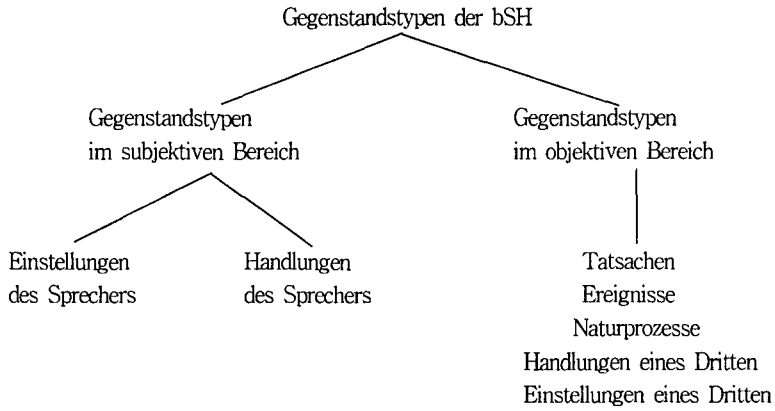 Gegenstandstypen der bSH
Gegenstandstypen
im subjektiven Bereich
Gegenstandstypen
im objektiven Bereich
Einstellungen
des Sprechers
Handlungen
des Sprechers
Tatsachen
Ereignisse
Naturprozesse
Handlungen eines Dritten
Einstellungen eines Dritten